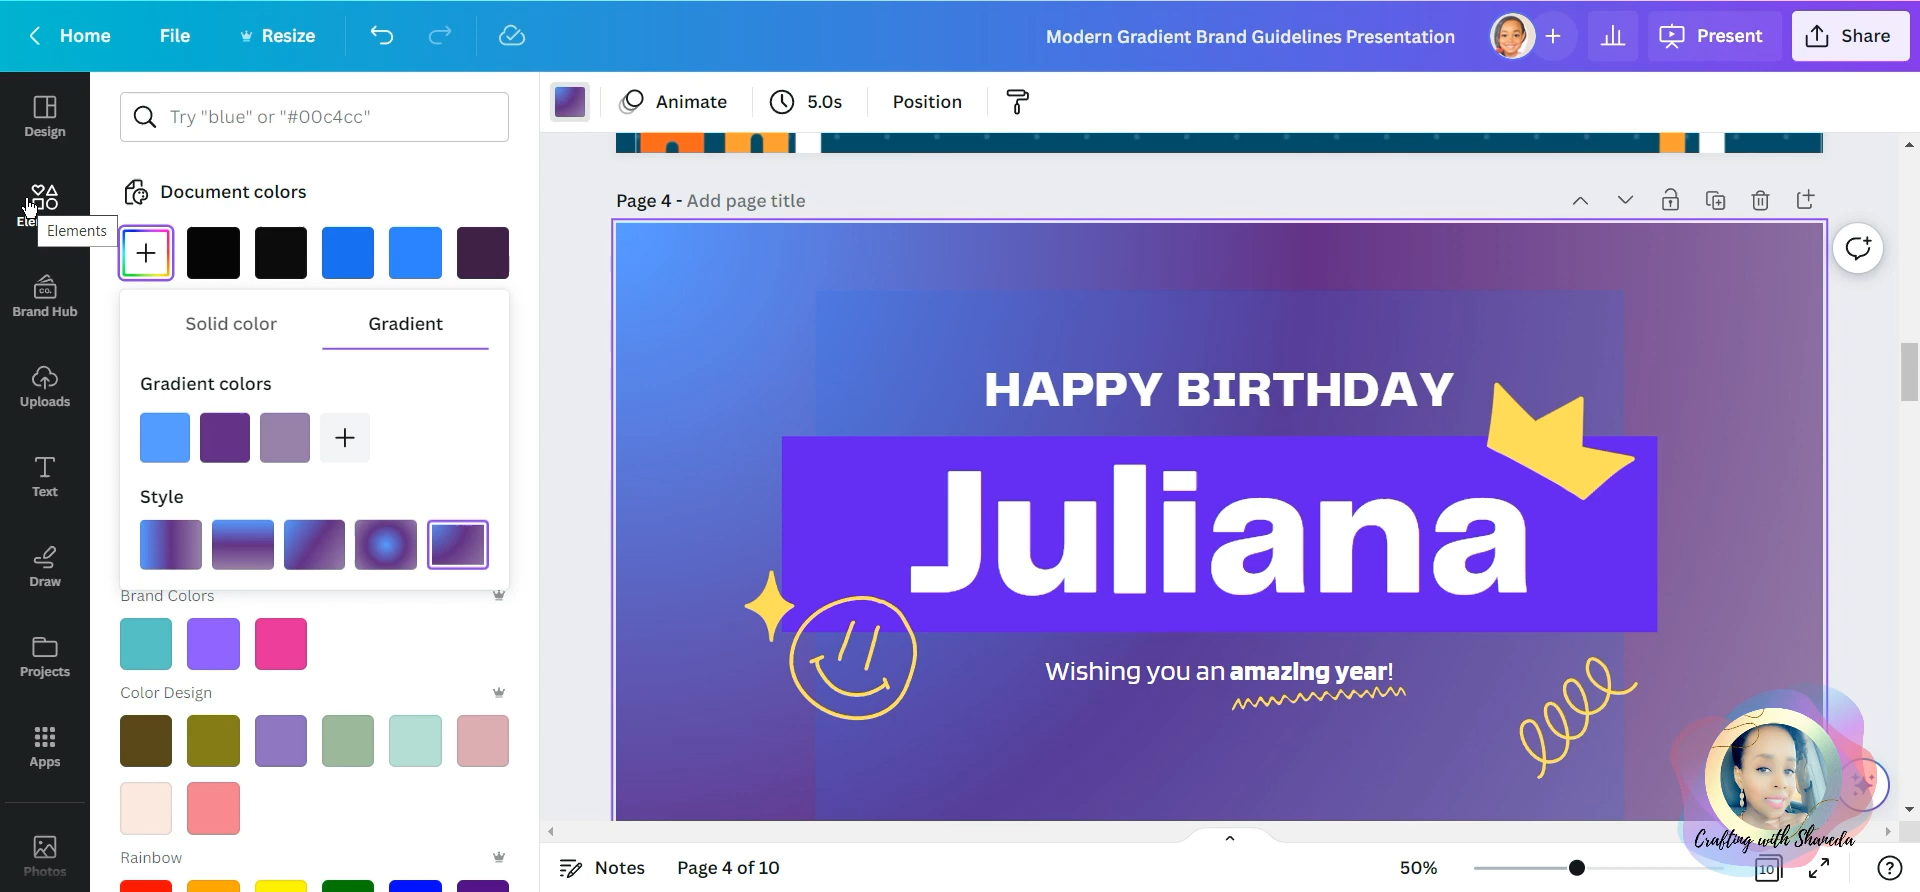 Home File Resize Modern Gradient Brand Guidelines Presentation Present Share
Design
Try "blue" or "#00c4cc"
Animate 5.0s Position
Document colors
Page 4 - Add page title
Elements
Brand Hub
Solid color Gradient
Gradient colors
Uploads
HAPPY BIRTHDAY
Juliana
Text
Style
Draw
Brand Colors
Wishing you an amazing year!
Projects
Color Design
Apps
Crafting with Shaneda
Rainbow
Photos
Notes Page 4 of 10 50% 10
CO.